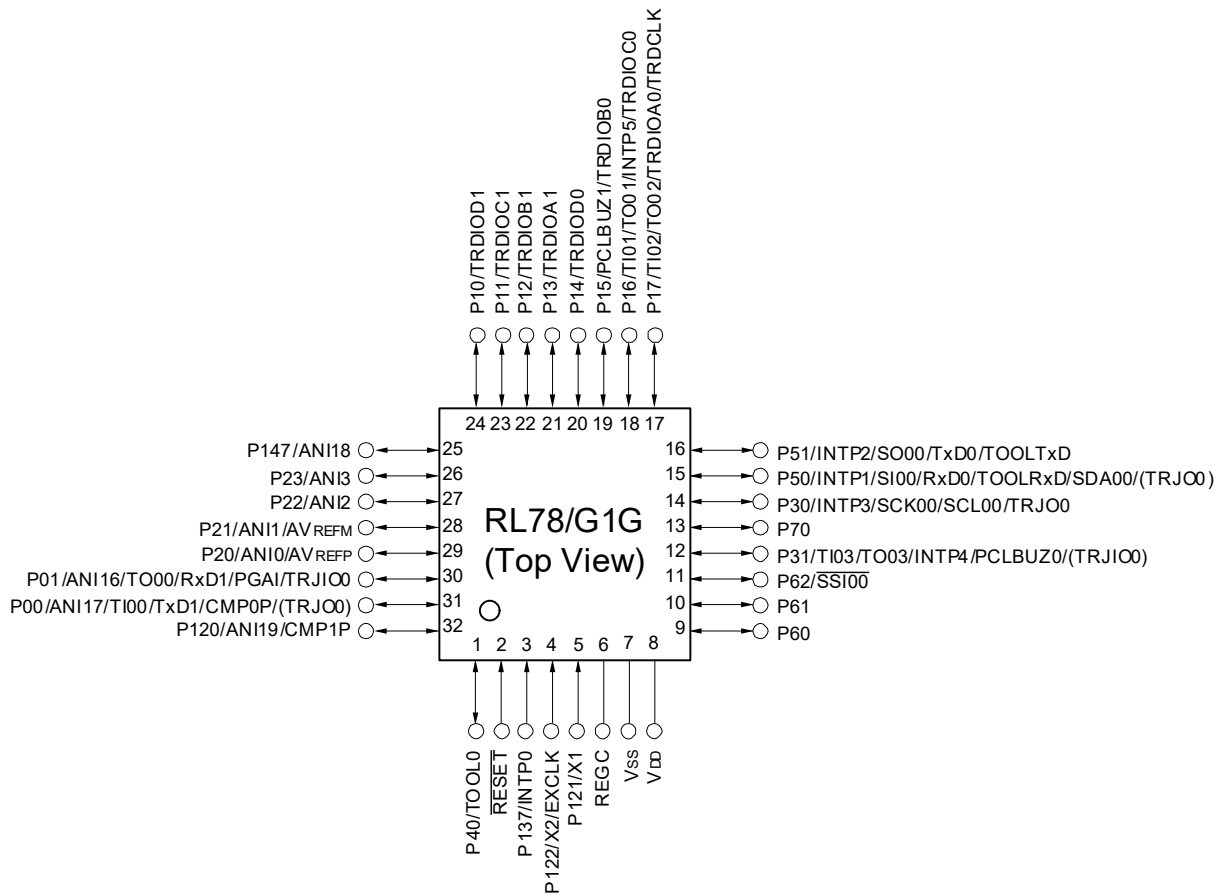 P10/TRDIOD1
P11/TRDIOC1
P12/TRDIOB1
P13/TRDIOA1
P14/TRDIOD0
P15/PCLBUZ1/TRDIOB0
P16/TI01/TO01/INTP5/TRDIOC0
P17/TI02/TO02/TRDIOA0/TRDCLK
24 23 22 21 20 19 18 17
P147/ANI18 25
P23/ANI3 26
P22/ANI2 27
P21/ANI1/AVREFM 28
P20/ANI0/AVREFP 29
P01/ANI16/TO00/RxD1/PGAI/TRJIO0 30
P00/ANI17/TI00/TxD1/CMP0P/(TRJO0) 31
P120/ANI19/CMP1P 32
RL78/G1G
(Top View)
16 P51/INTP2/SO00/TxD0/TOOLTxD
15 P50/INTP1/SI00/RxD0/TOOLRxD/SDA00/(TRJO0)
14 P30/INTP3/SCK00/SCL00/TRJO0
13 P70
12 P31/TI03/TO03/INTP4/PCLBUZ0/(TRJIO0)
11 P62/SSI00
10 P61
9 P60
1 2 3 4 5 6 7 8
P40/TOOL0
RESET
P137/INTP0
P122/X2/EXCLK
P121/X1
REGC
VSS
VDD